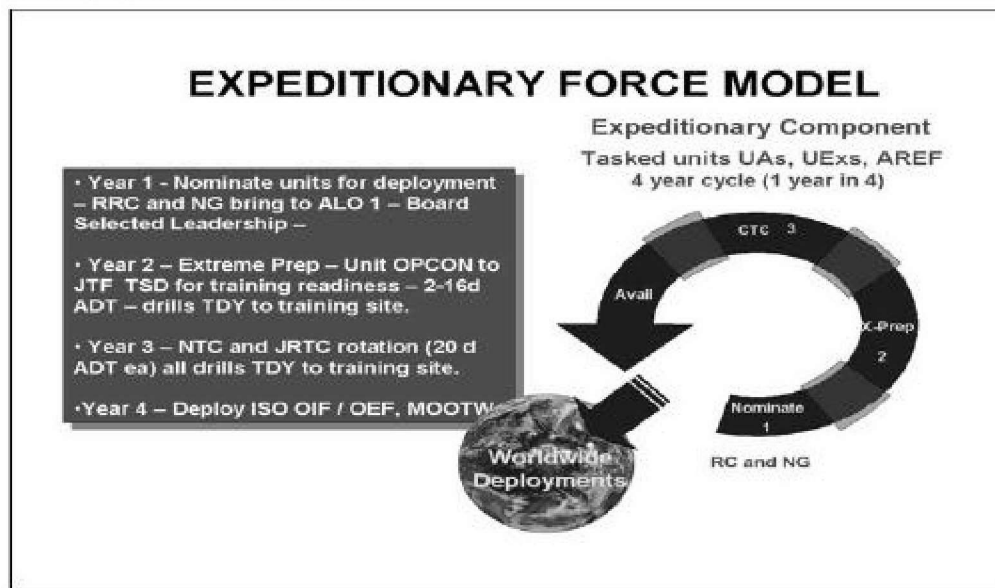 EXPEDITIONARY FORCE MODEL
Expeditionary Component
Tasked units UAs, UExs, AREF
4 year cycle (1 year in 4)
• Year 1 - Nominate units for deployment
– RRC and NG bring to ALO 1 – Board
Selected Leadership –
• Year 2 – Extreme Prep – Unit OPCON to
JTF TSD for training readiness – 2-16d
ADT – drills TDY to training site.
• Year 3 – NTC and JRTC rotation (20 d
ADT ea) all drills TDY to training site.
•Year 4 – Deploy ISO OIF / OEF, MOOTW
CTC 3
Avail
X-Prep
2
Nominate
1
RC and NG
Worldwide
Deployments